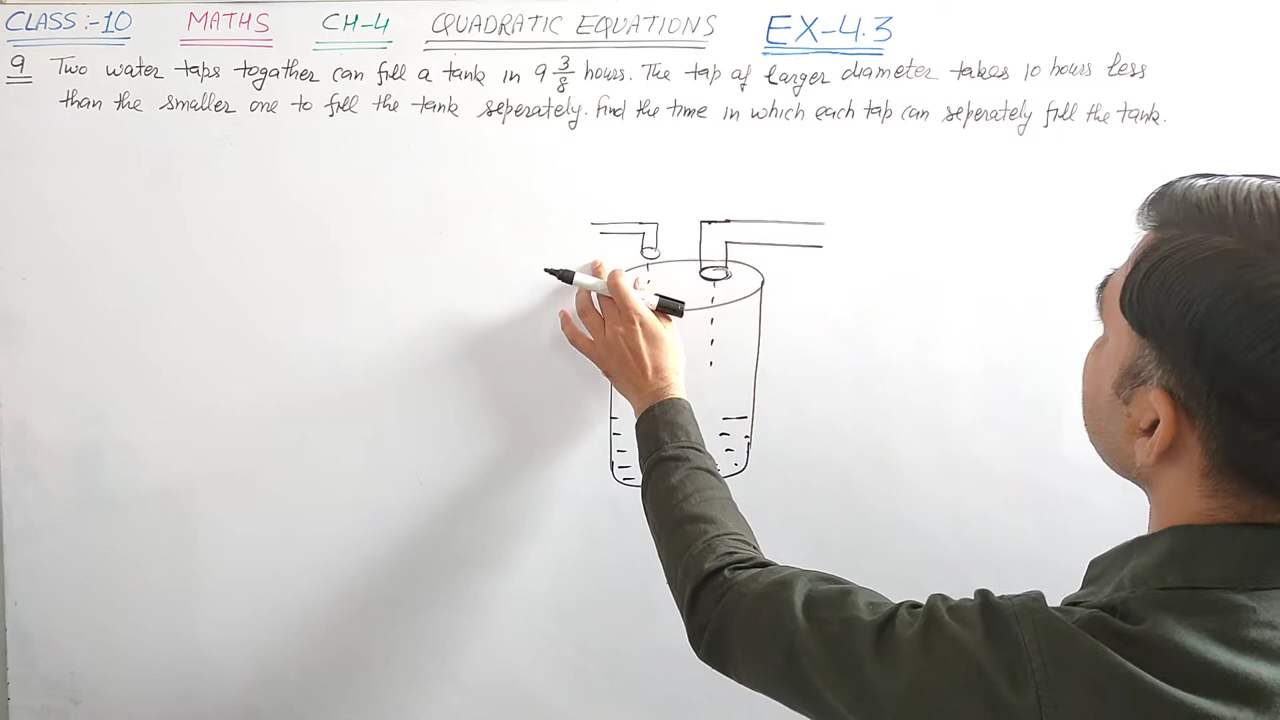 CLASS:-10 MATHS CH-4 QUADRATIC EQUATIONS EX-4.3
9 Two water taps togather can fill a tank in 9 3/8 hours. The tap of larger diameter takes 10 hours less
than the smaller one to fill the tank seperately. Find the time in which each tap can seperately fill the tank.